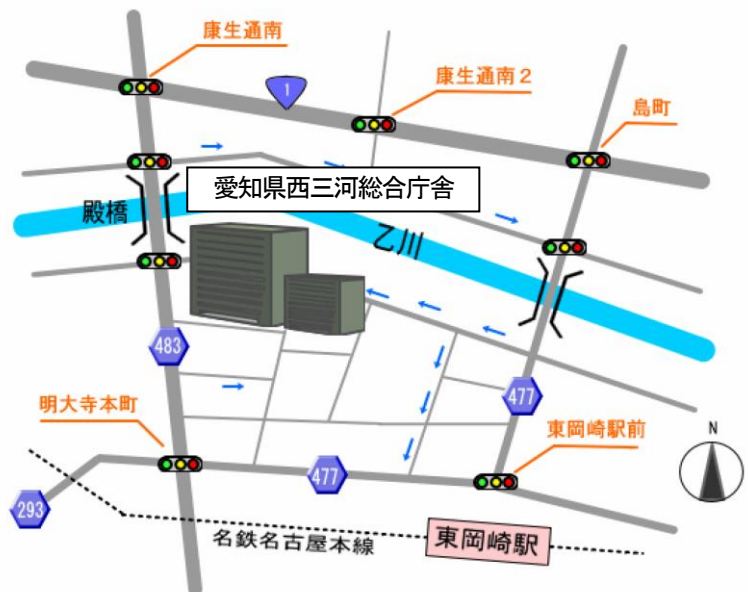 康生通南
1
康生通南2
島町
愛知県西三河総合庁舎
殿橋
乙川
483
477
明大寺本町
東岡崎駅前
N
477
293
名鉄名古屋本線
東岡崎駅